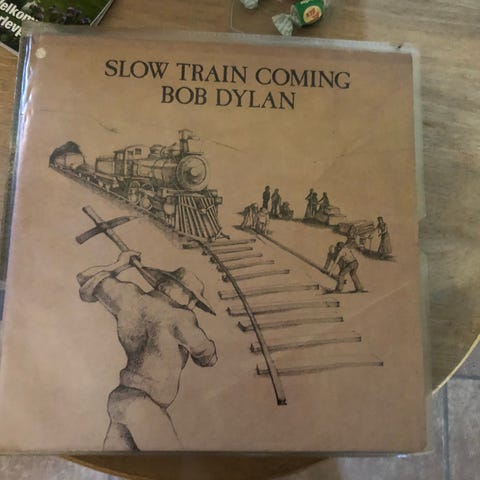 SLOW TRAIN COMING
BOB DYLAN